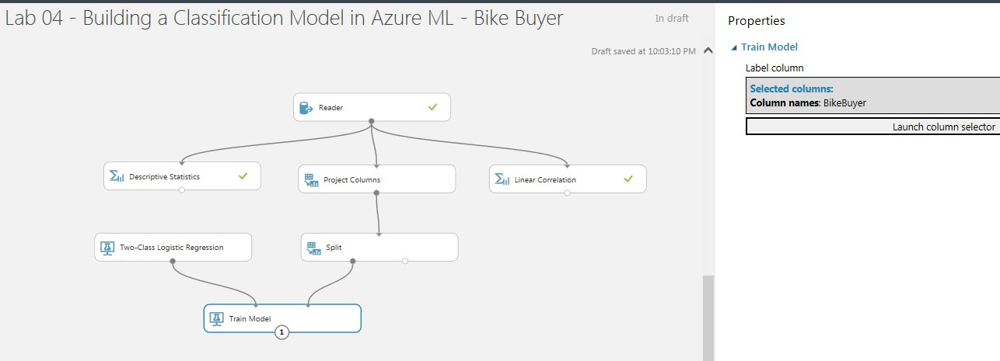 Lab 04 - Building a Classification Model in Azure ML - Bike Buyer
In draft
Draft saved at 10:03:10 PM
Reader
Descriptive Statistics
Project Columns
Linear Correlation
Two-Class Logistic Regression
Split
Train Model
1
Properties
Train Model
Label column
Selected columns:
Column names: BikeBuyer
Launch column selector